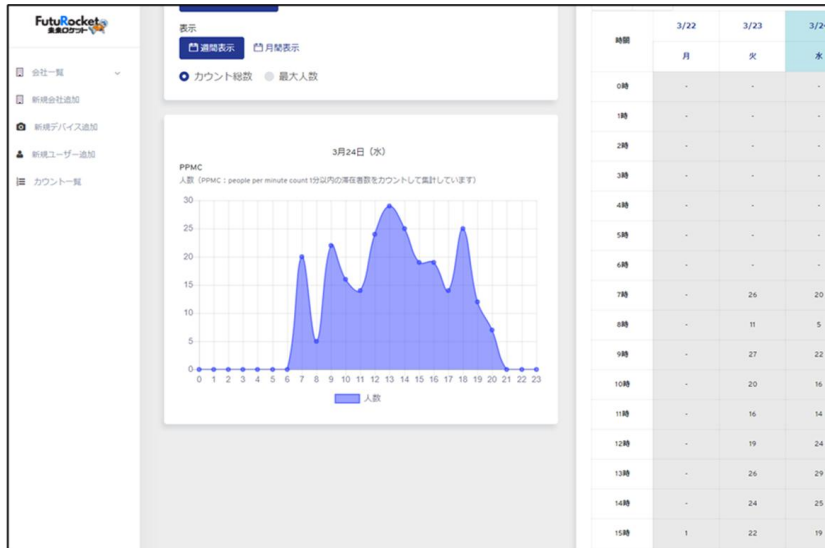 FutuRocket
未来ロケット
会社一覧
新規会社追加
新規デバイス追加
新規ユーザー追加
カウント一覧
表示
週間表示 月間表示
カウント総数 最大人数
3月24日（水）
PPMC
人数（PPMC：people per minute count 1分以内の滞在者数をカウントして集計しています）
30
25
20
15
10
5
0
0 1 2 3 4 5 6 7 8 9 10 11 12 13 14 15 16 17 18 19 20 21 22 23
人数
時間 3/22 3/23
月 火 水
0時 - - -
1時 - - -
2時 - - -
3時 - - -
4時 - - -
5時 - - -
6時 - - -
7時 - 26 20
8時 - 11 5
9時 - 27 22
10時 - 20 16
11時 - 16 14
12時 - 19 24
13時 - 26 29
14時 - 24 25
15時 1 22 19